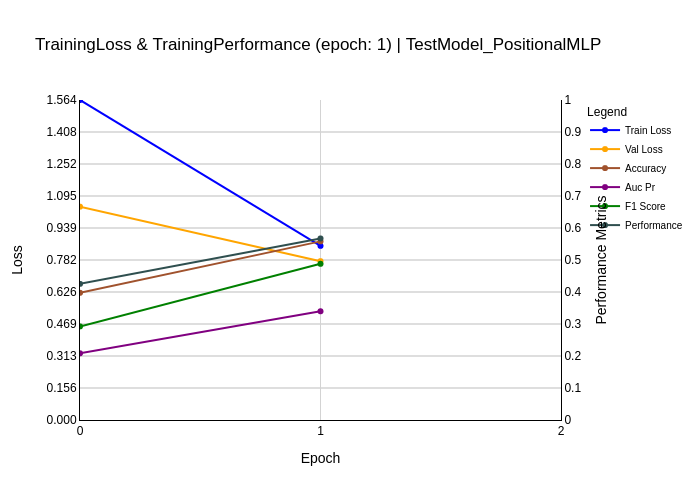 TrainingLoss & TrainingPerformance (epoch: 1) | TestModel_PositionalMLP
1.564
1.408
1.252
1.095
0.939
0.782
0.626
0.469
0.313
0.156
0.000
Loss
0
1
2
Epoch
1
0.9
0.8
0.7
0.6
0.5
0.4
0.3
0.2
0.1
0
Performance Metrics
Legend
Train Loss
Val Loss
Accuracy
Auc Pr
F1 Score
Performance